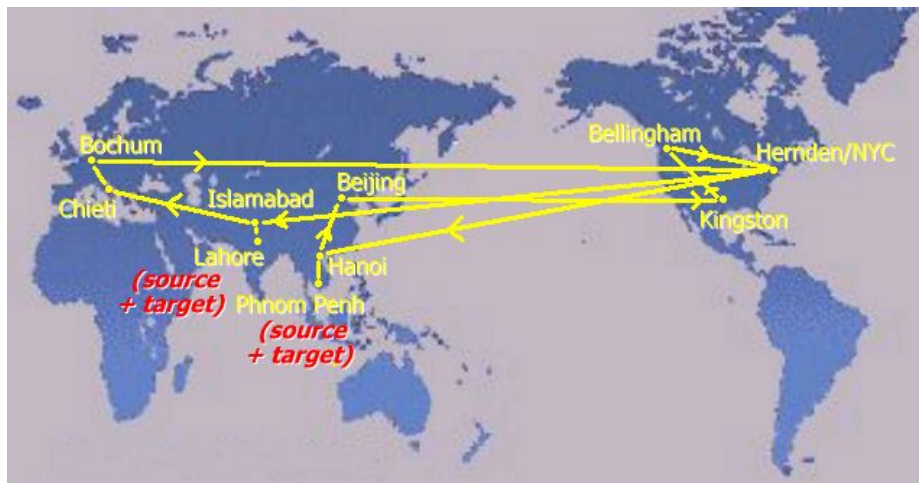 Bellingham
Bochum
Hernden/NYC
Beijing
Islamabad
Chieti
Kingston
Lahore
Hanoi
(source
+ target)
Phnom Penh
(source
+ target)